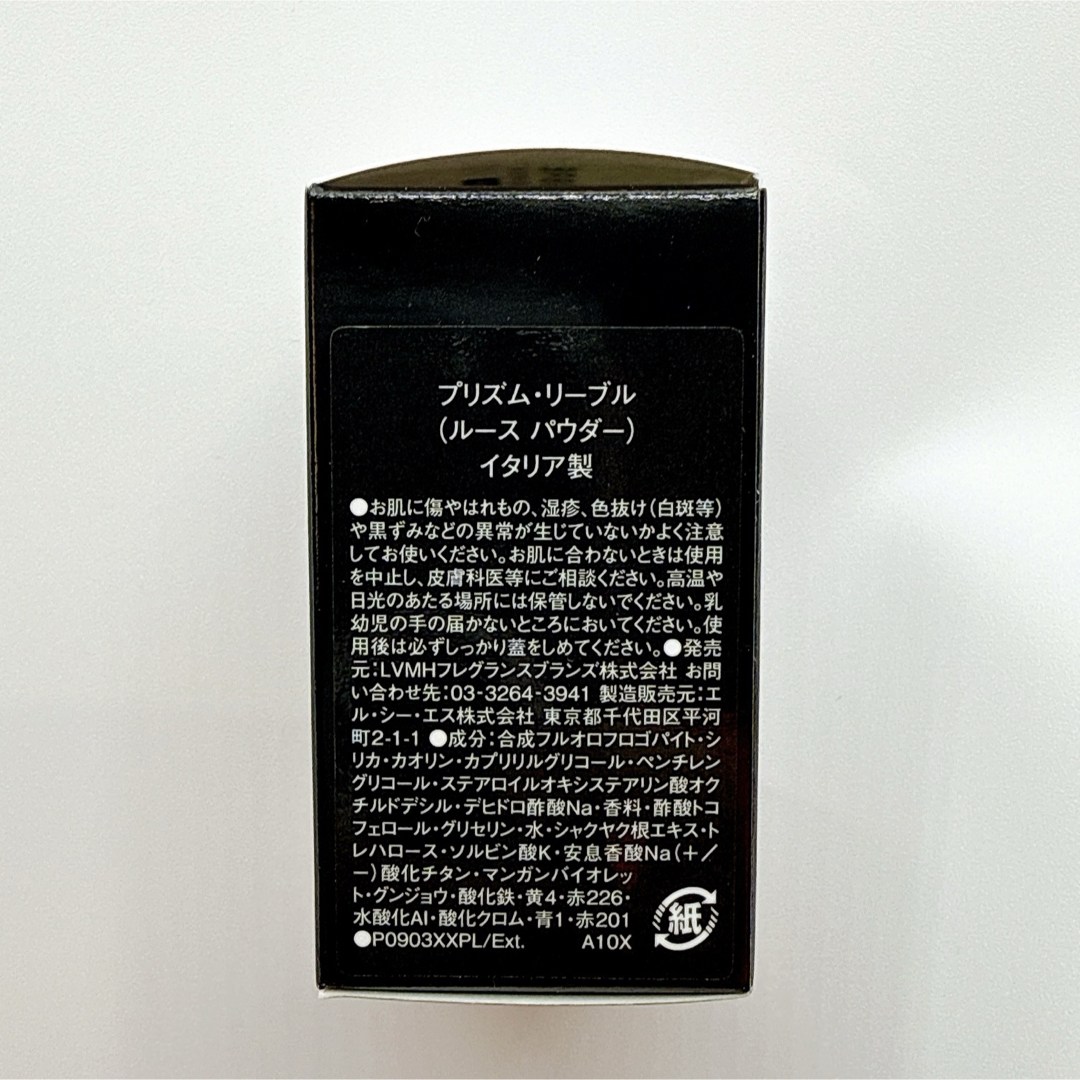 プリズム・リーブル
(ルース パウダー)
イタリア製
●お肌に傷やはれもの、湿疹、色抜け(白斑等)
や黒ずみなどの異常が生じていないかよく注意
してお使いください。お肌に合わないときは使用
を中止し、皮膚科医等にご相談ください。高温や
日光のあたる場所には保管しないでください。乳
幼児の手の届かないところにおいてください。使
用後は必ずしっかり蓋をしめてください。●発売
元:LVMHフレグランスブランズ株式会社 お問
い合わせ先:03-3264-3941 製造販売元:エ
ル・シー・エス株式会社 東京都千代田区平河
町2-1-1 ●成分:合成フルオロフロゴパイト・シ
リカ・カオリン・カプリリルグリコール・ペンチレン
グリコール・ステアロイルオキシステアリン酸オク
チルドデシル・デヒドロ酢酸Na・香料・酢酸トコ
フェロール・グリセリン・水・シャクヤク根エキス・ト
レハロース・ソルビン酸K・安息香酸Na(+/
-)酸化チタン・マンガンバイオレッ
ト・グンジョウ・酸化鉄・黄4・赤226・
水酸化Al・酸化クロム・青1・赤201
●P0903XXPL/Ext. A10X
紙